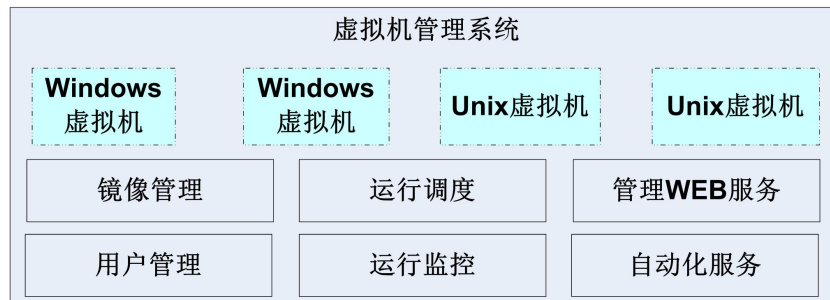 虚拟机管理系统
Windows
虚拟机
Windows
虚拟机
Unix虚拟机
Unix虚拟机
镜像管理
运行调度
管理WEB服务
用户管理
运行监控
自动化服务